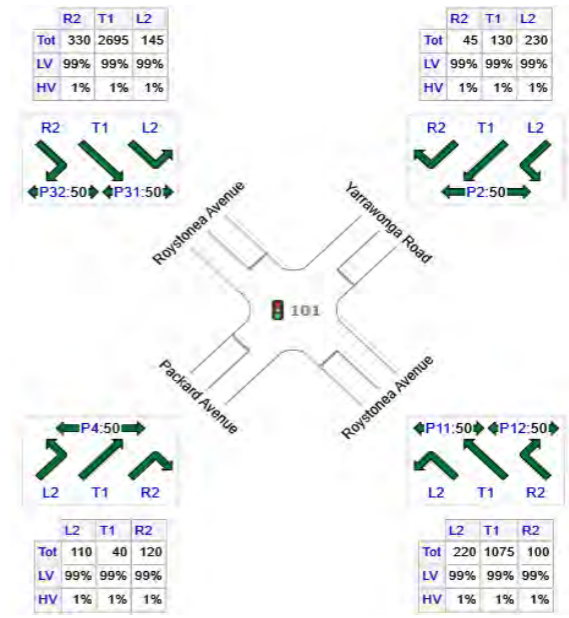 R2 T1 L2
Tot 330 2695 145
LV 99% 99% 99%
HV 1% 1% 1%
R2 T1 L2
P32:50 P31:50
R2 T1 L2
Tot 45 130 230
LV 99% 99% 99%
HV 1% 1% 1%
R2 T1 L2
P2:50
Roystonea Avenue
Yarrawonga Road
101
Packard Avenue
Roystonea Avenue
P4:50
L2 T1 R2
L2 T1 R2
Tot 110 40 120
LV 99% 99% 99%
HV 1% 1% 1%
P11:50 P12:50
L2 T1 R2
L2 T1 R2
Tot 220 1075 100
LV 99% 99% 99%
HV 1% 1% 1%